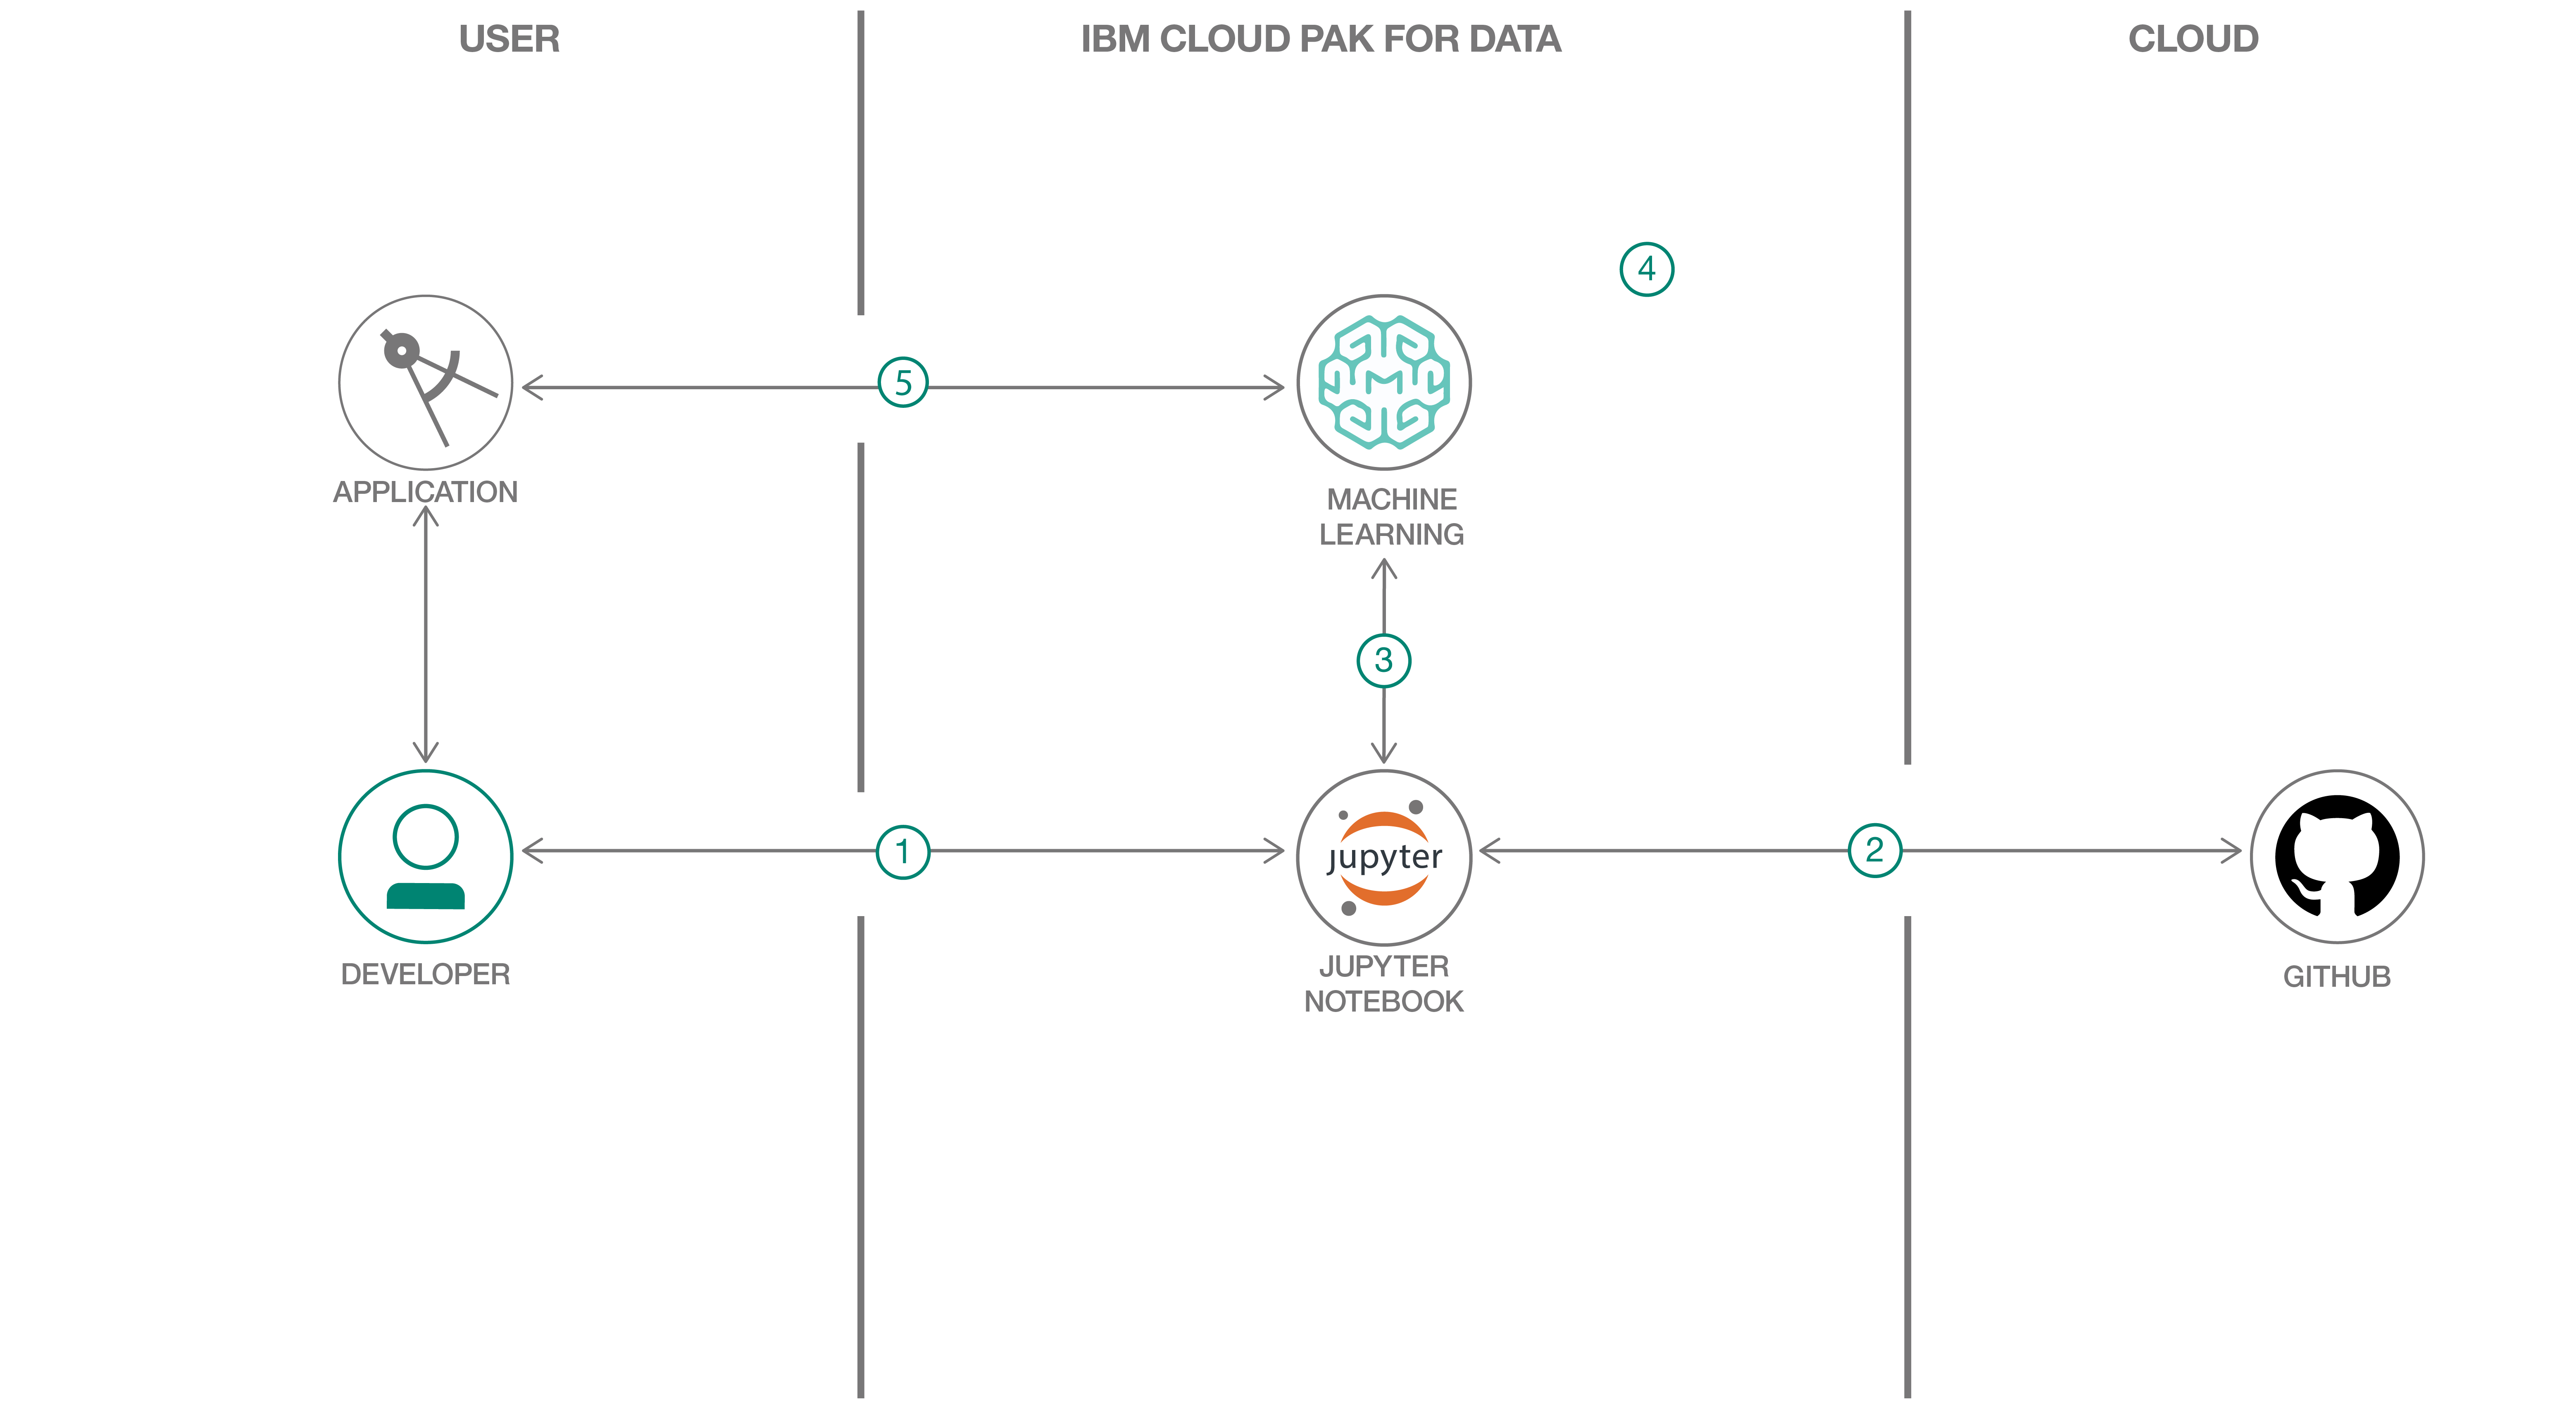 USER
IBM CLOUD PAK FOR DATA
CLOUD
4
5
APPLICATION
MACHINE
LEARNING
3
1
jupyter
2
DEVELOPER
JUPYTER
NOTEBOOK
GITHUB